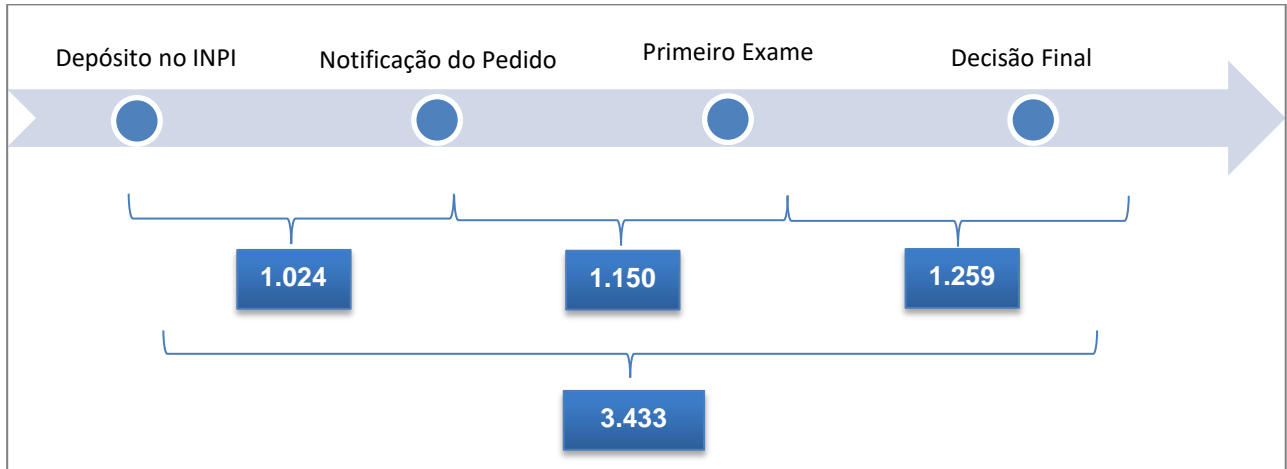 Depósito no INPI
Notificação do Pedido
Primeiro Exame
Decisão Final
1.024
1.150
1.259
3.433